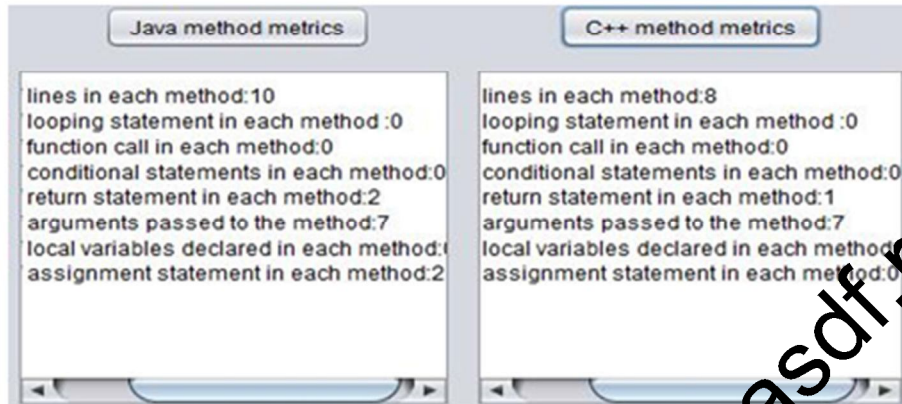 Java method metrics
C++ method metrics
lines in each method:10
looping statement in each method :0
function call in each method:0
conditional statements in each method:0
return statement in each method:2
arguments passed to the method:7
local variables declared in each method:
assignment statement in each method:2
lines in each method:8
looping statement in each method :0
function call in each method:0
conditional statements in each method:0
return statement in each method:1
arguments passed to the method:7
local variables declared in each method
assignment statement in each method:0